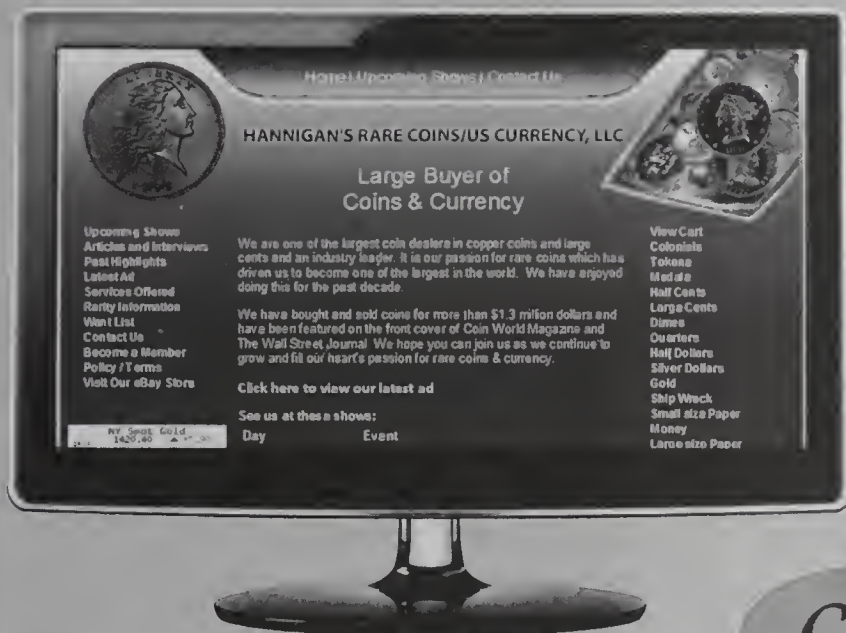 LIBERTY
Home | Upcoming Shows | Contact Us
HANNIGAN'S RARE COINS/US CURRENCY, LLC
Large Buyer of
Coins & Currency
Upcoming Shows
Articles and Interviews
Past Highlights
Latest Ad
Services Offered
Rarity Information
Want List
Contact Us
Become a Member
Policy / Terms
Visit Our eBay Store
NY Spot Gold
We are one of the largest coin dealers in copper coins and large
cents and an industry leader. It is our passion for rare coins which has
driven us to become one of the largest in the world. We have enjoyed
doing this for the past decade.
We have bought and sold coins for more than $1.3 million dollars and
have been featured on the front cover of Coin World Magazine and
The Wall Street Journal. We hope you can join us as we continue to
grow and fill our heart's passion for rare coins & currency.
Click here to view our latest ad
See us at these shows:
Day Event
View Cart
Colonials
Tokens
Medals
Half Cents
Large Cents
Dimes
Quarters
Half Dollars
Silver Dollars
Gold
Ship Wreck
Small size Paper
Money
Large size Paper
C